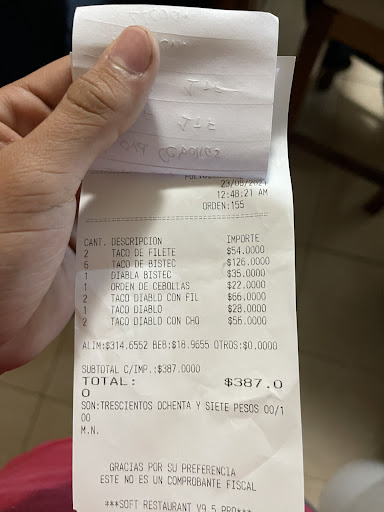 23/06/2021
12:48:21 AM
ORDEN:155
CANT. DESCRIPCION IMPORTE
2 TACO DE FILETE $54.0000
6 TACO DE BISTEC $126.0000
1 DIABLA BISTEC $35.0000
1 ORDEN DE CEBOLLAS $22.0000
2 TACO DIABLO CON FIL $66.0000
1 TACO DIABLO $28.0000
2 TACO DIABLO CON CHO $56.0000
ALIM:$314.6552 BEB:$18.9655 OTROS:$0.0000
SUBTOTAL C/IMP.:$387.0000
TOTAL: $387.0
0
SON:TRESCIENTOS OCHENTA Y SIETE PESOS 00/1
00
M.N.
GRACIAS POR SU PREFERENCIA
ESTE NO ES UN COMPROBANTE FISCAL
***SOFT RESTAURANT V9.5 PRO***